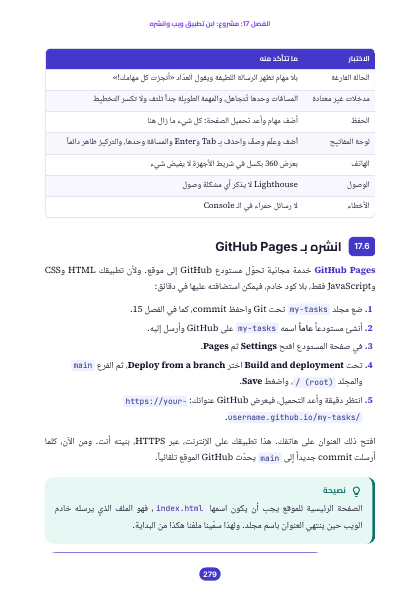 الفصل 17: مشروع: ابنِ تطبيق ويب وانشره
الاختبار	ما تتأكد منه
الحالة الفارغة	بلا مهام تظهر الرسالة اللطيفة ويقول العدّاد «أنجزت كل مهامك!»
مدخلات غير معتادة	المسافات وحدها تُتجاهل، والمهمة الطويلة جداً تلتف ولا تكسر التخطيط
الحفظ	أضف مهام وأعد تحميل الصفحة: كل شيء ما زال هنا
لوحة المفاتيح	أضف وعلّم وصفّ واحذف بـ Tab وEnter والمسافة وحدها، والتركيز ظاهر دائماً
الهاتف	بعرض 360 بكسل في شريط الأجهزة لا يفيض شيء
الوصول	Lighthouse لا يذكر أي مشكلة وصول
الأخطاء	لا رسائل حمراء في الـ Console
17.6 انشره بـ GitHub Pages
GitHub Pages خدمة مجانية تحوّل مستودع GitHub إلى موقع. ولأن تطبيقك HTML وCSS
وJavaScript فقط، بلا كود خادم، فيمكن استضافته عليها في دقائق:
1. ضع مجلد my-tasks تحت Git واحفظ commit، كما في الفصل 15.
2. أنشئ مستودعاً عاماً اسمه my-tasks على GitHub وأرسل إليه.
3. في صفحة المستودع افتح Settings ثم Pages.
4. تحت Build and deployment اختر Deploy from a branch، ثم الفرع main
والمجلد / (root)، واضغط Save.
5. انتظر دقيقة وأعد التحميل، فيعرض GitHub عنوانك: https://your-
username.github.io/my-tasks/.
افتح ذلك العنوان على هاتفك. هذا تطبيقك على الإنترنت، عبر HTTPS، بنيته أنت. ومن الآن، كلما
أرسلت commit جديداً إلى main يحدّث GitHub الموقع تلقائياً.
نصيحة
الصفحة الرئيسية للموقع يجب أن يكون اسمها index.html، فهو الملف الذي يرسله خادم
الويب حين ينتهي العنوان باسم مجلد. ولهذا سمّينا ملفنا هكذا من البداية.
279